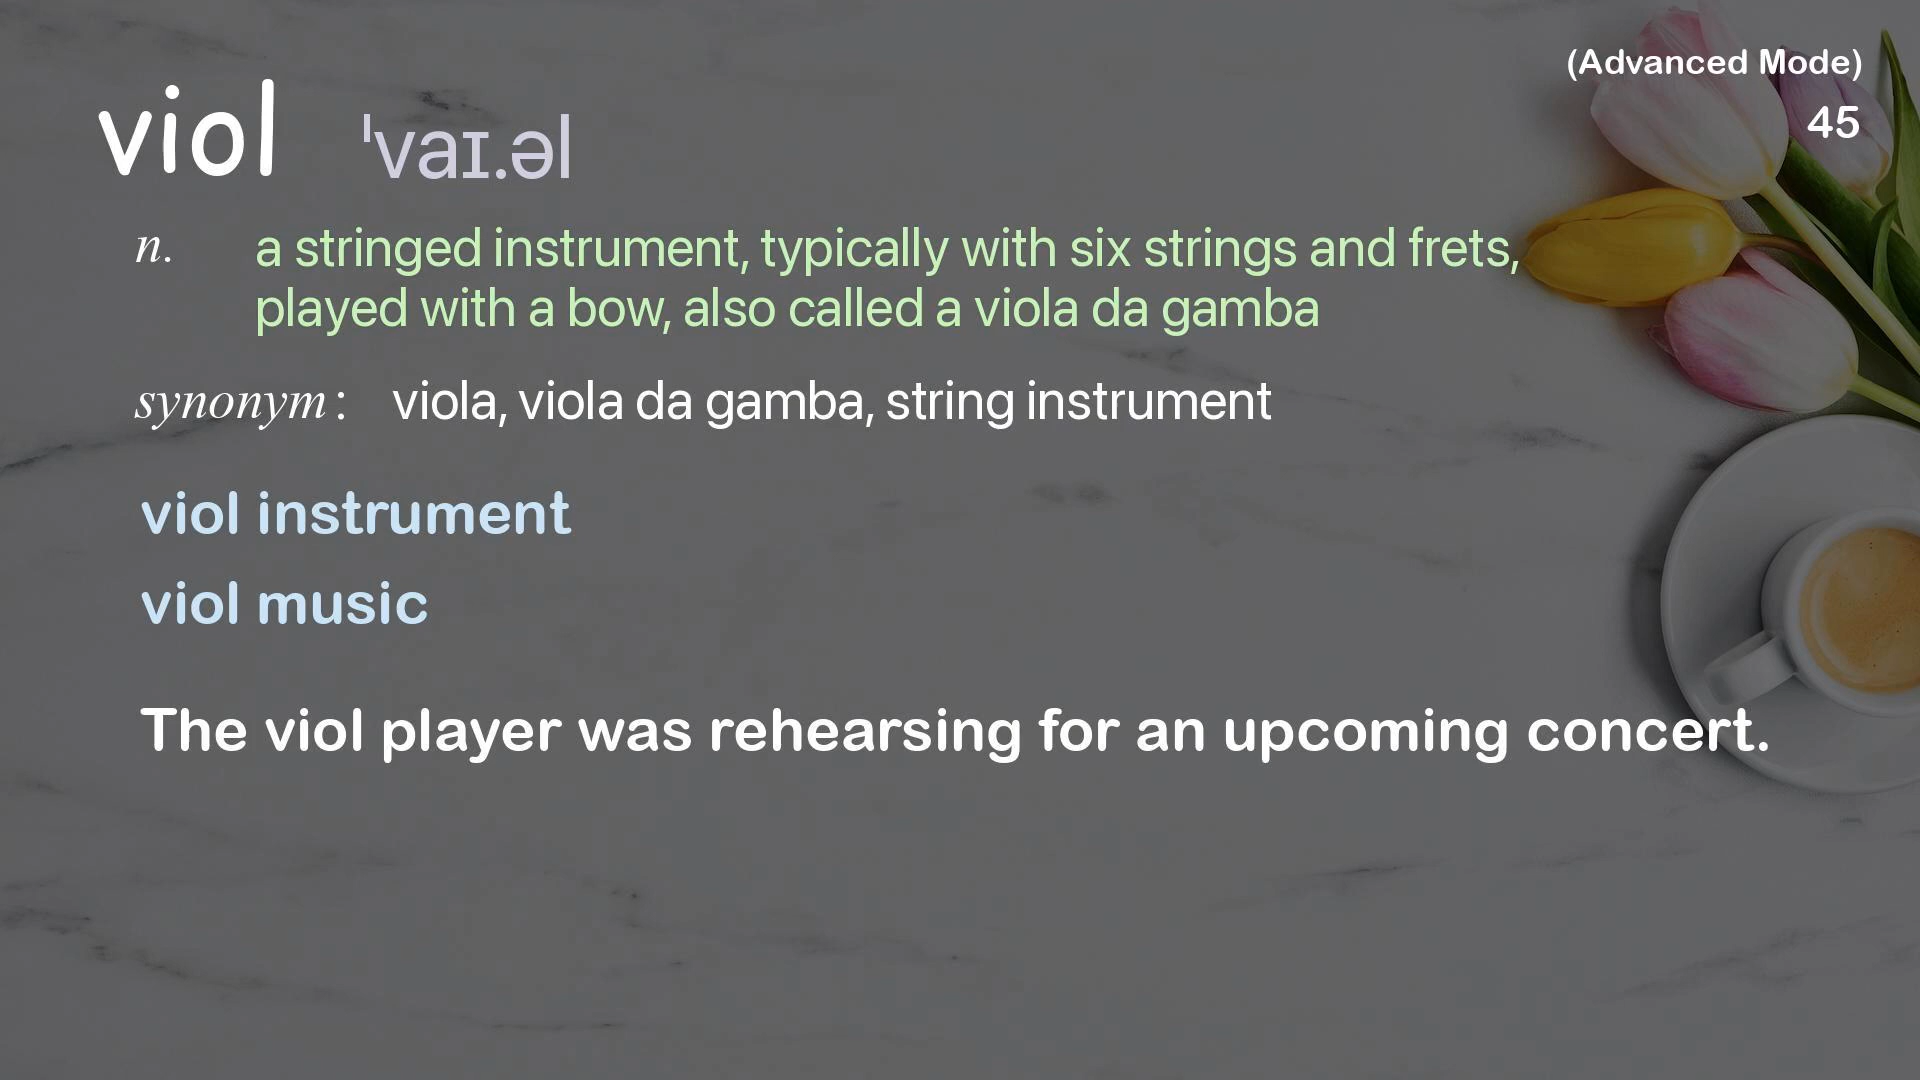 (Advanced Mode)
45
viol ˈvaɪ.əl
n. a stringed instrument, typically with six strings and frets,
played with a bow, also called a viola da gamba
synonym : viola, viola da gamba, string instrument
viol instrument
viol music
The viol player was rehearsing for an upcoming concert.